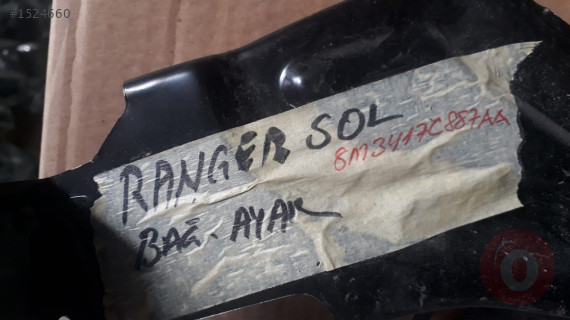 #1524660
RANGER SOL
8M3417C887AA
BAĞ. AYAK
O